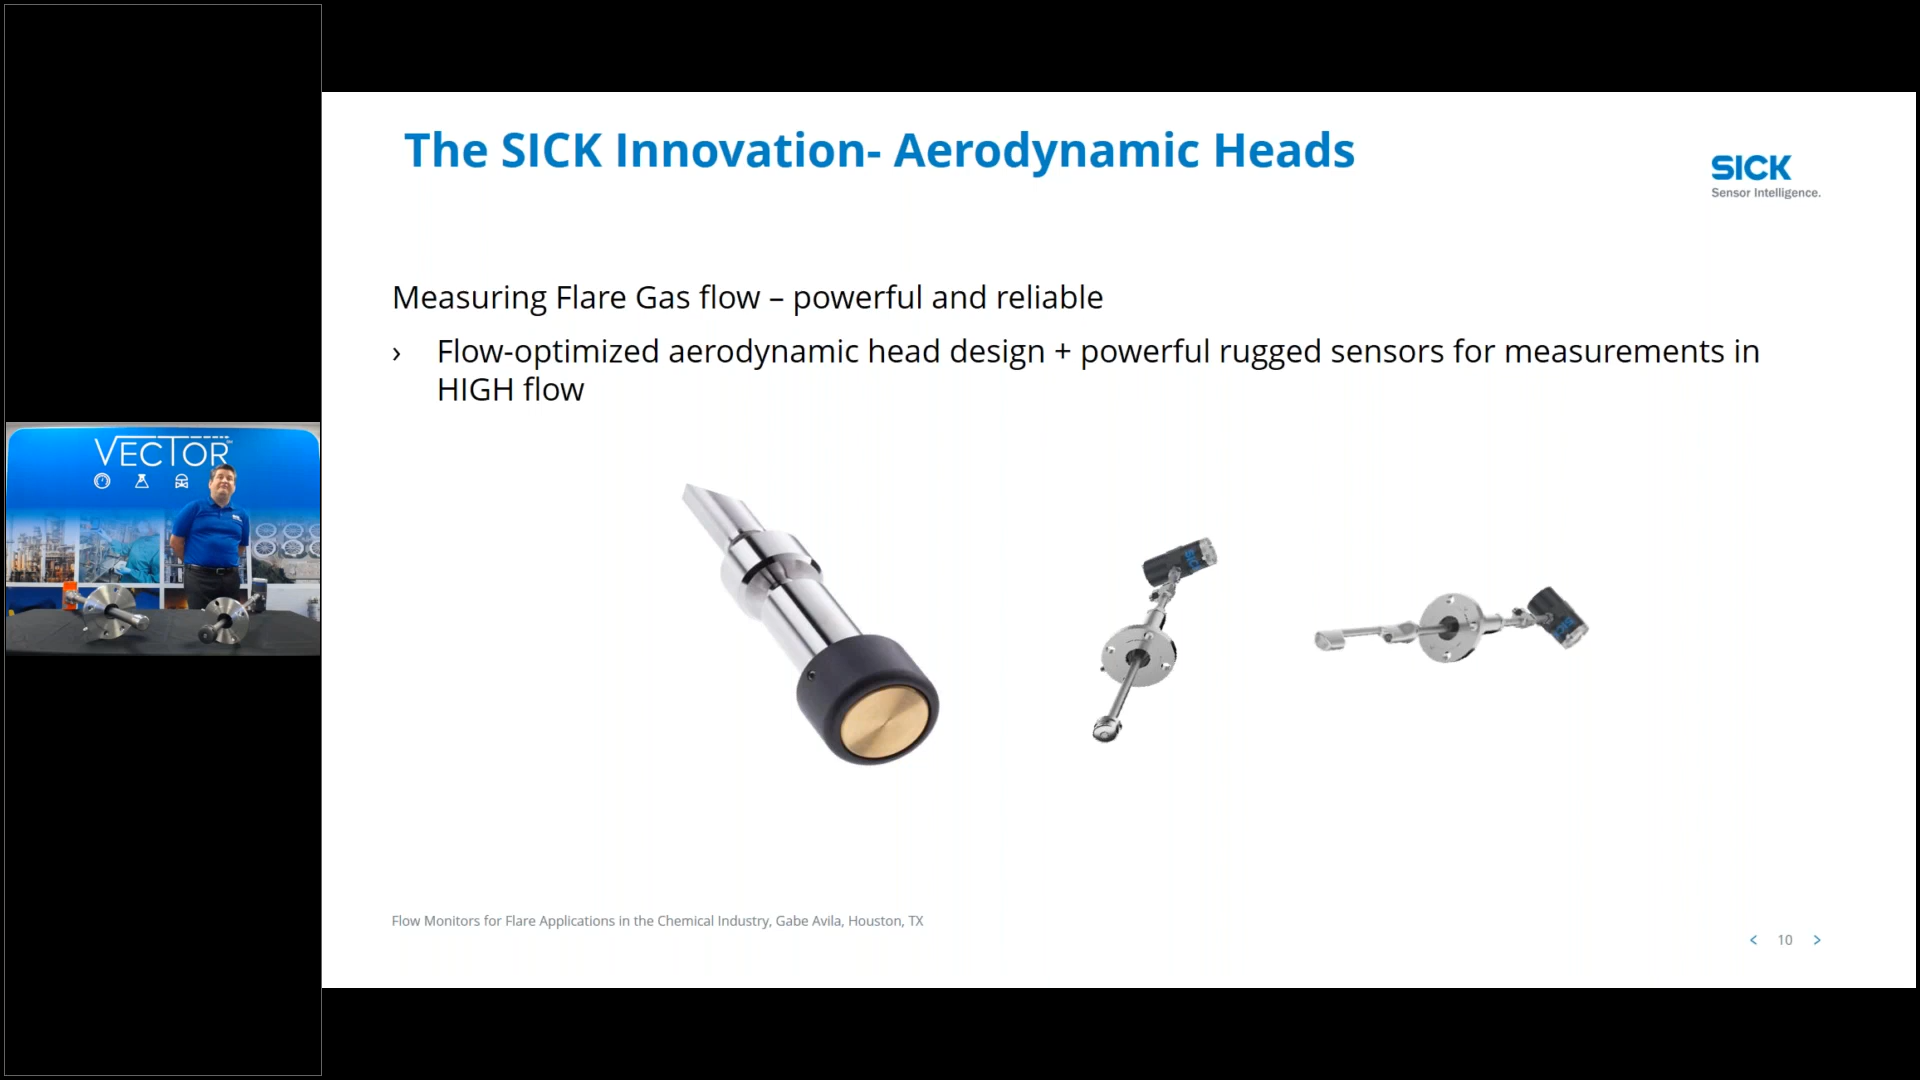 The SICK Innovation- Aerodynamic Heads
SICK
Sensor Intelligence.
Measuring Flare Gas flow – powerful and reliable
› Flow-optimized aerodynamic head design + powerful rugged sensors for measurements in
HIGH flow
VECTOR
SICK
SICK
Flow Monitors for Flare Applications in the Chemical Industry, Gabe Avila, Houston, TX
< 10 >